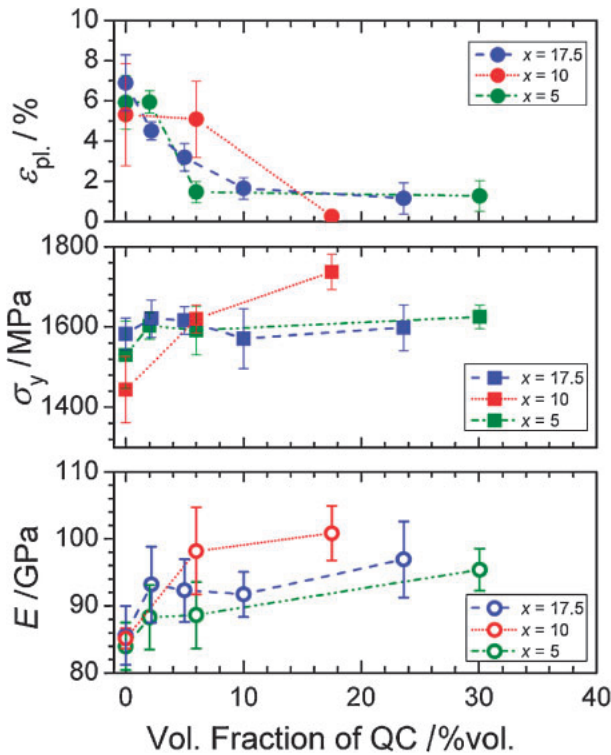 10
8
6
4
2
0
ε_pl. / %
x = 17.5
x = 10
x = 5
1800
1600
1400
σ_y /MPa
x = 17.5
x = 10
x = 5
110
100
90
80
E /GPa
x = 17.5
x = 10
x = 5
0 10 20 30 40
Vol. Fraction of QC /%vol.